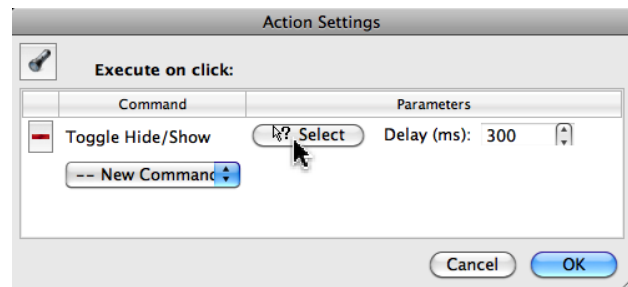 Action Settings
Execute on click:
Command Parameters
Toggle Hide/Show ? Select Delay (ms): 300
-- New Command
Cancel OK